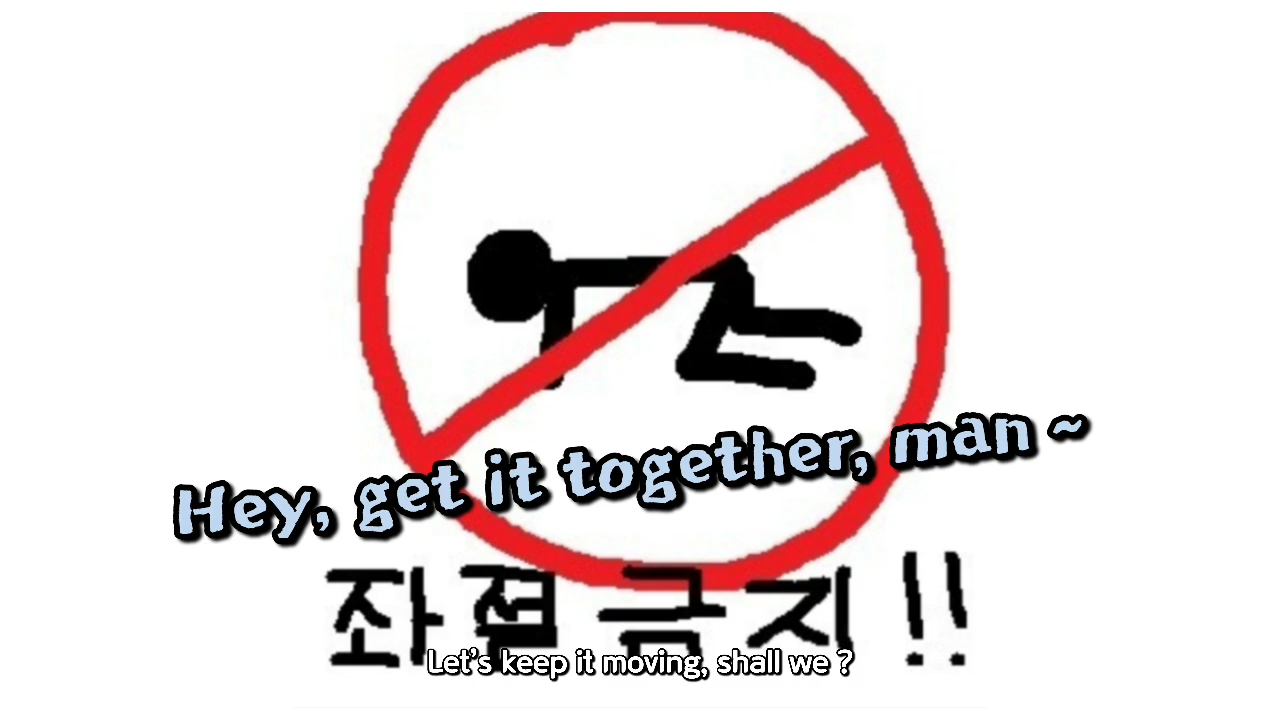 Hey, get it together, man ~
좌절 금지 !!
Let's keep it moving, shall we ?